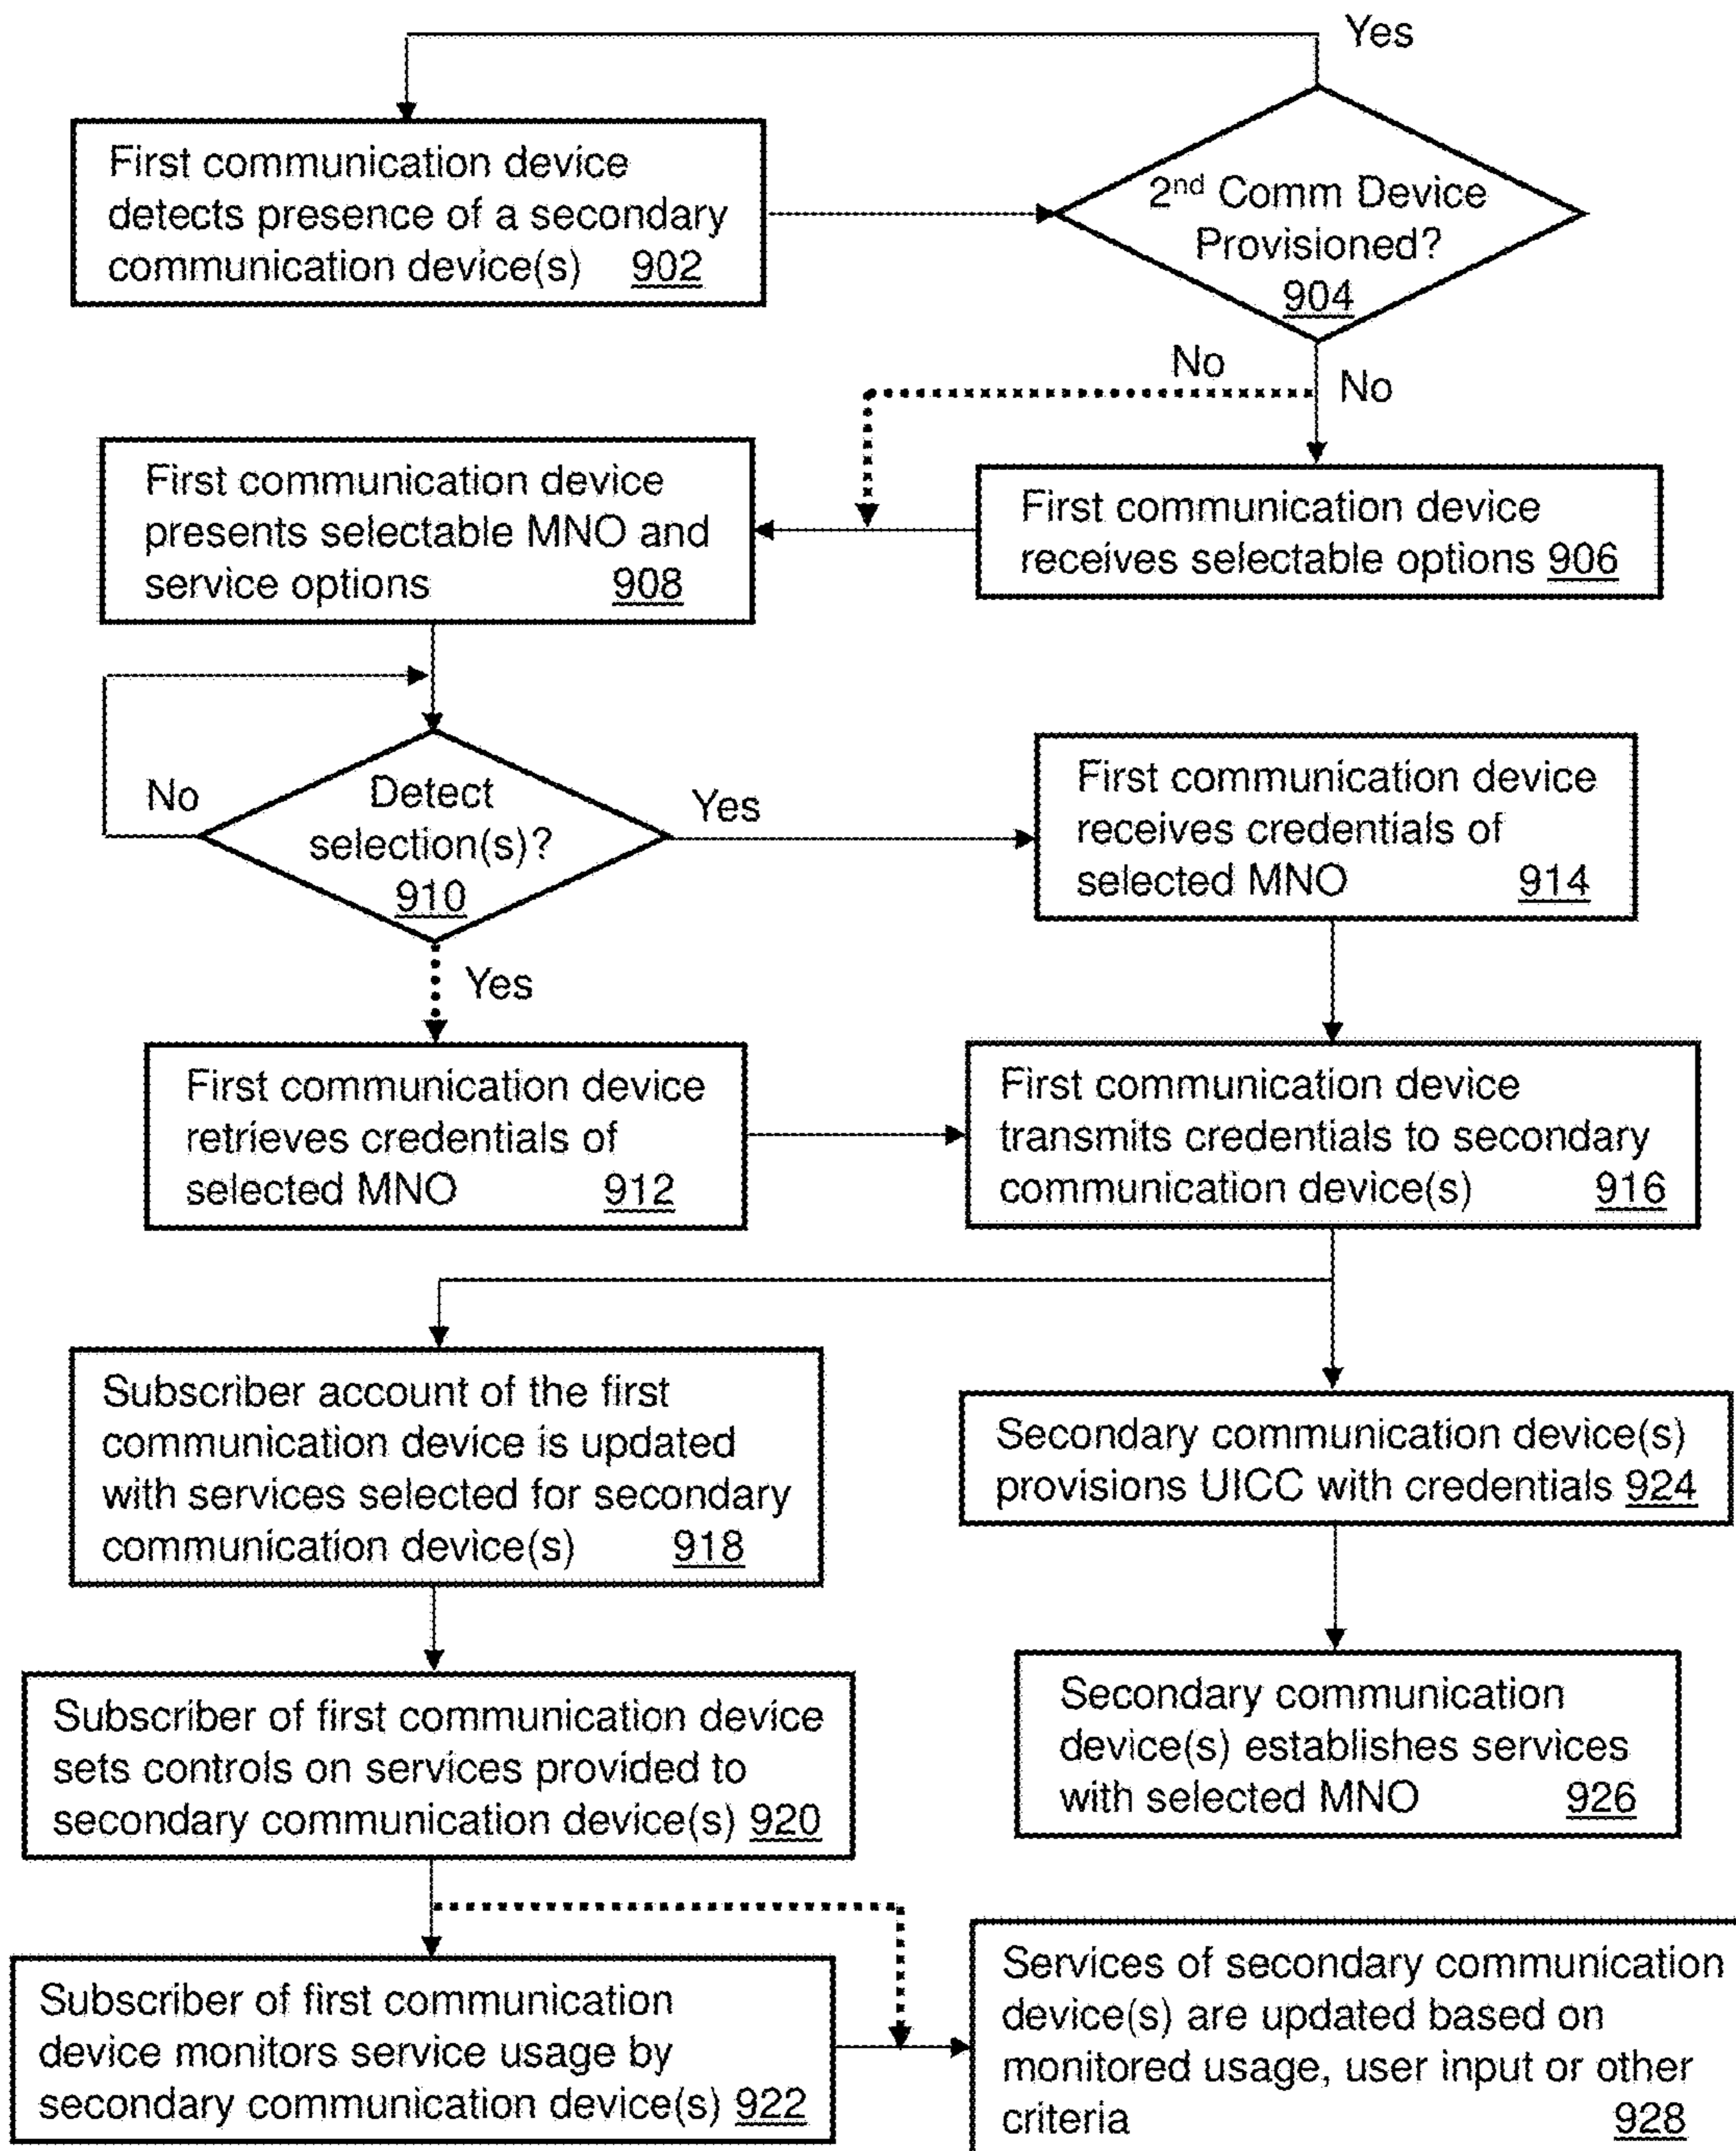 Yes
First communication device
detects presence of a secondary
communication device(s) 902
2nd Comm Device
Provisioned?
904
No
No
First communication device
presents selectable MNO and
service options 908
First communication device
receives selectable options 906
No
Detect
selection(s)?
910
Yes
First communication device
receives credentials of
selected MNO 914
Yes
First communication device
retrieves credentials of
selected MNO 912
First communication device
transmits credentials to secondary
communication device(s) 916
Subscriber account of the first
communication device is updated
with services selected for secondary
communication device(s) 918
Secondary communication device(s)
provisions UICC with credentials 924
Subscriber of first communication device
sets controls on services provided to
secondary communication device(s) 920
Secondary communication
device(s) establishes services
with selected MNO 926
Subscriber of first communication
device monitors service usage by
secondary communication device(s) 922
Services of secondary communication
device(s) are updated based on
monitored usage, user input or other
criteria 928